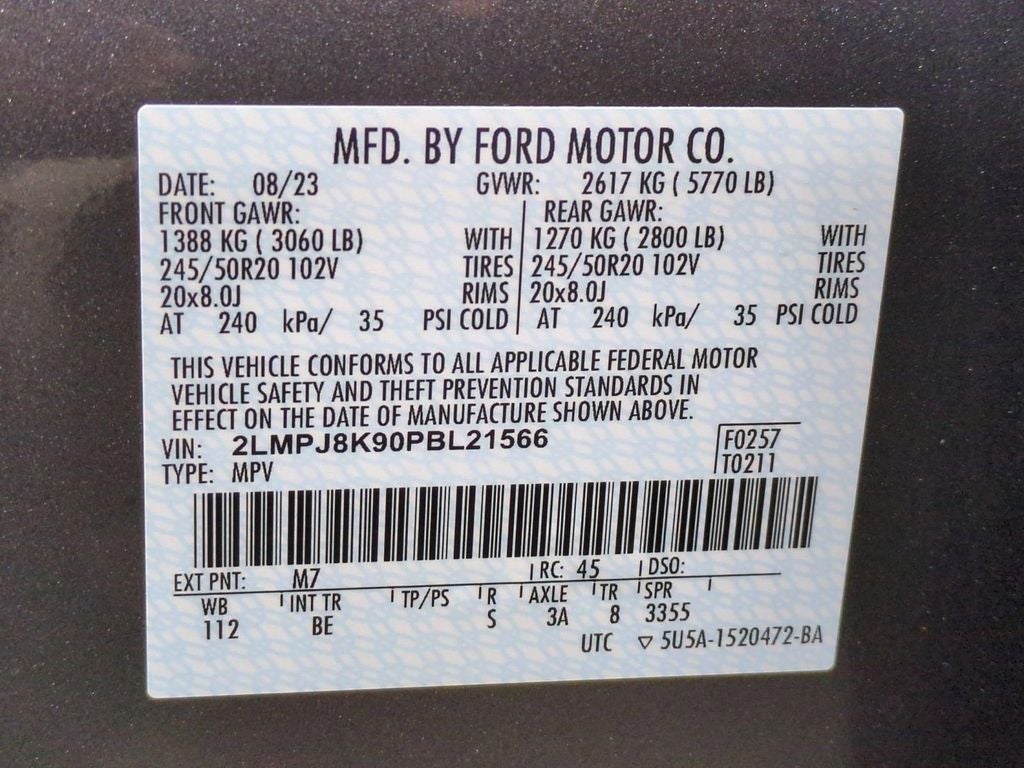 MFD. BY FORD MOTOR CO.
DATE: 08/23 GVWR: 2617 KG ( 5770 LB)
FRONT GAWR: REAR GAWR:
1388 KG ( 3060 LB) WITH 1270 KG ( 2800 LB) WITH
245/50R20 102V TIRES 245/50R20 102V TIRES
20x8.0J RIMS 20x8.0J RIMS
AT 240 kPa/ 35 PSI COLD AT 240 kPa/ 35 PSI COLD
THIS VEHICLE CONFORMS TO ALL APPLICABLE FEDERAL MOTOR
VEHICLE SAFETY AND THEFT PREVENTION STANDARDS IN
EFFECT ON THE DATE OF MANUFACTURE SHOWN ABOVE.
VIN: 2LMPJ8K90PBL21566 F0257
TYPE: MPV T0211
EXT PNT: M7 RC: 45 DSO:
WB INT TR TP/PS R AXLE TR SPR
112 BE S 3A 8 3355
UTC ▽ 5U5A-1520472-BA